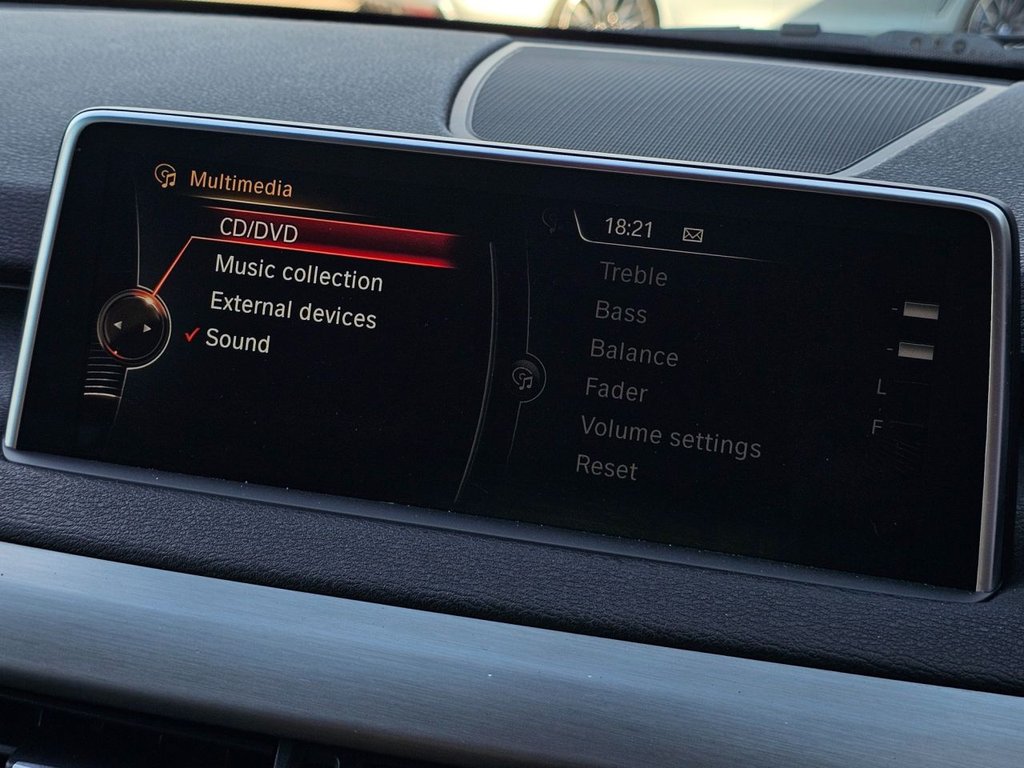 Multimedia
CD/DVD
Music collection
External devices
Sound
18:21
Treble
Bass
Balance
L
Fader
F
Volume settings
Reset